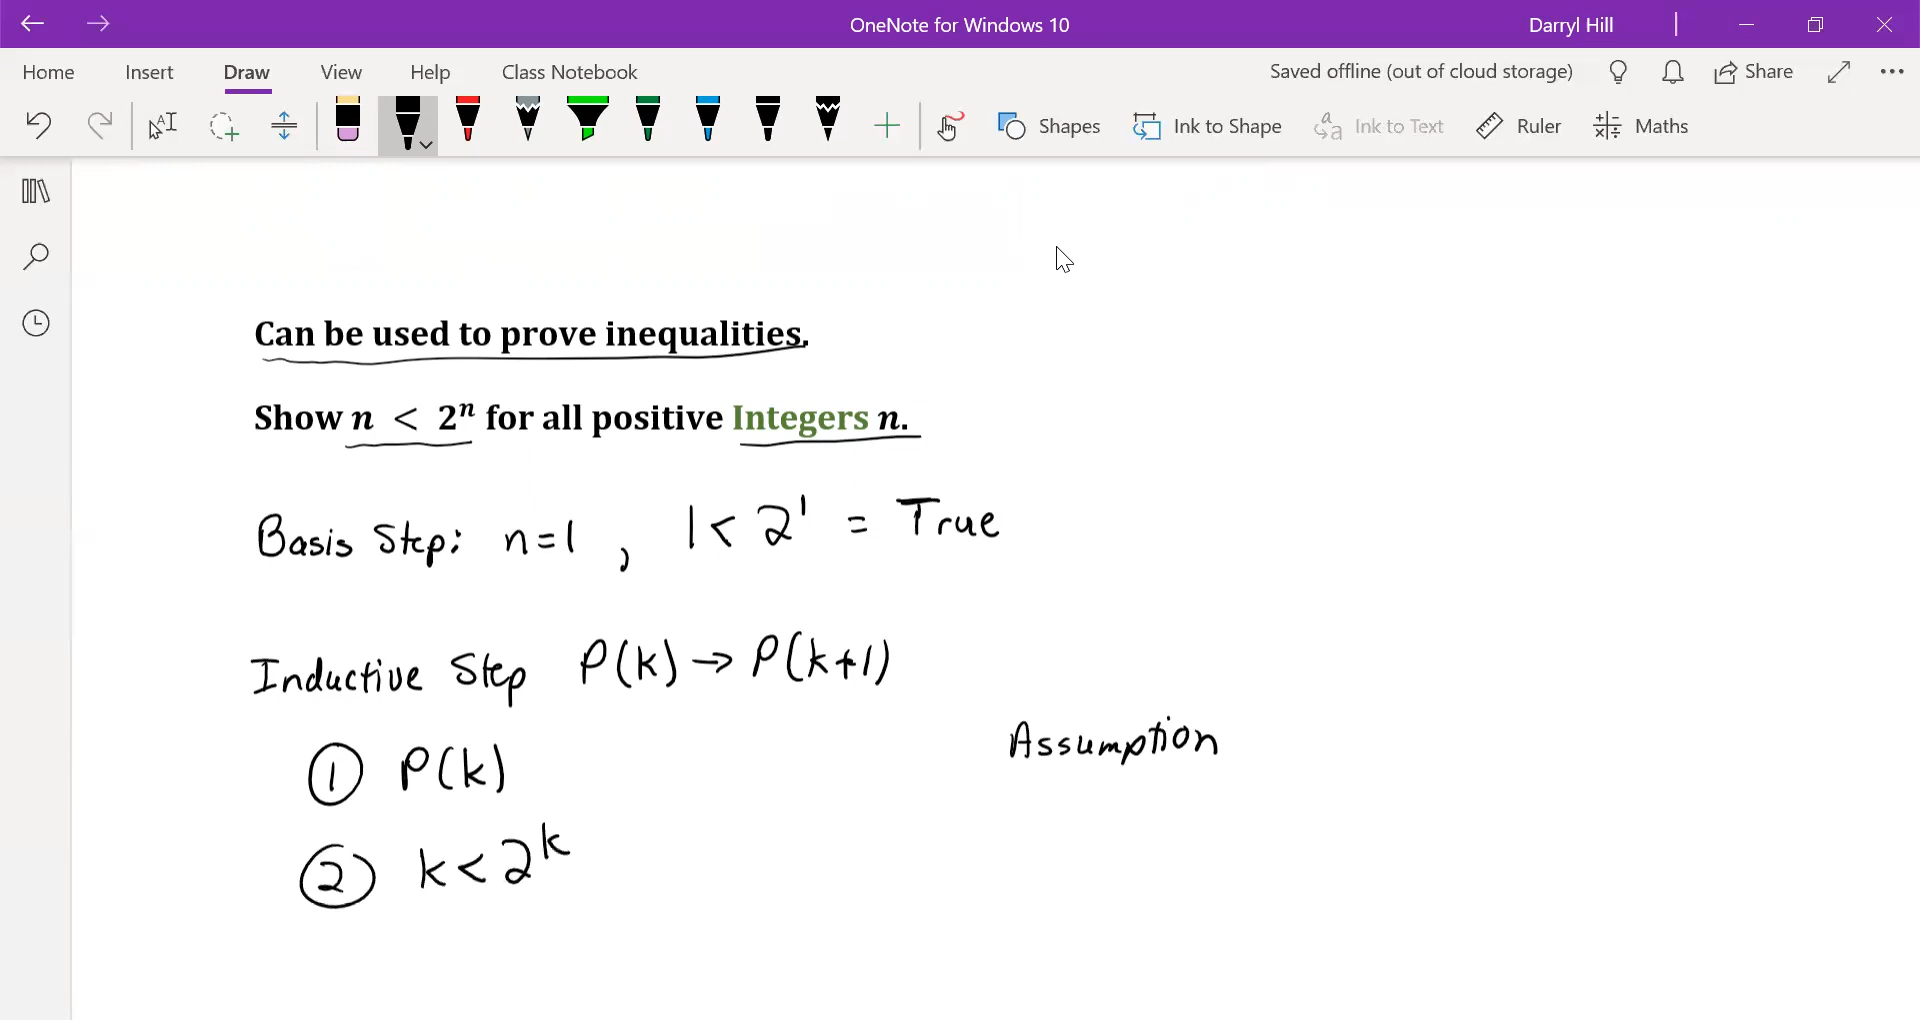 OneNote for Windows 10
Darryl Hill
Home Insert Draw View Help Class Notebook
Saved offline (out of cloud storage) Share
Shapes Ink to Shape Ink to Text Ruler Maths
Can be used to prove inequalities.
Show n < 2ⁿ for all positive Integers n.
Basis Step: n=1 , 1 < 2¹ = True
Inductive Step P(k) → P(k+1)
① P(k) Assumption
② k < 2ᵏ